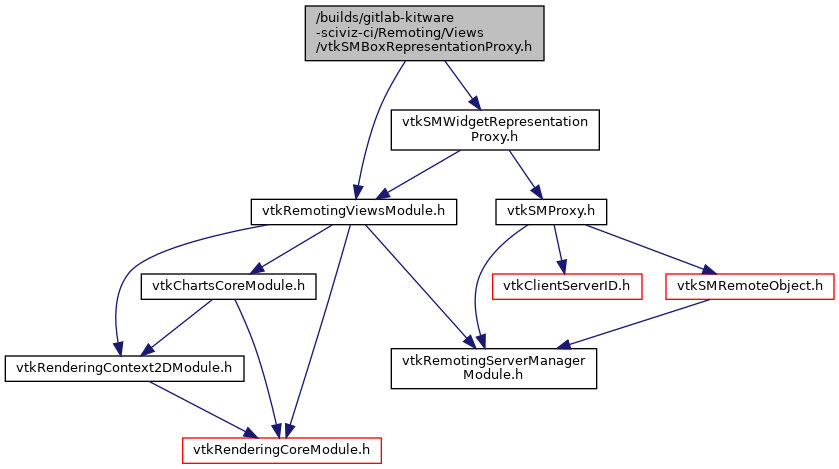 /builds/gitlab-kitware
-sciviz-ci/Remoting/Views
/vtkSMBoxRepresentationProxy.h
vtkSMWidgetRepresentation
Proxy.h
vtkRemotingViewsModule.h
vtkSMProxy.h
vtkChartsCoreModule.h
vtkClientServerID.h
vtkSMRemoteObject.h
vtkRenderingContext2DModule.h
vtkRemotingServerManager
Module.h
vtkRenderingCoreModule.h